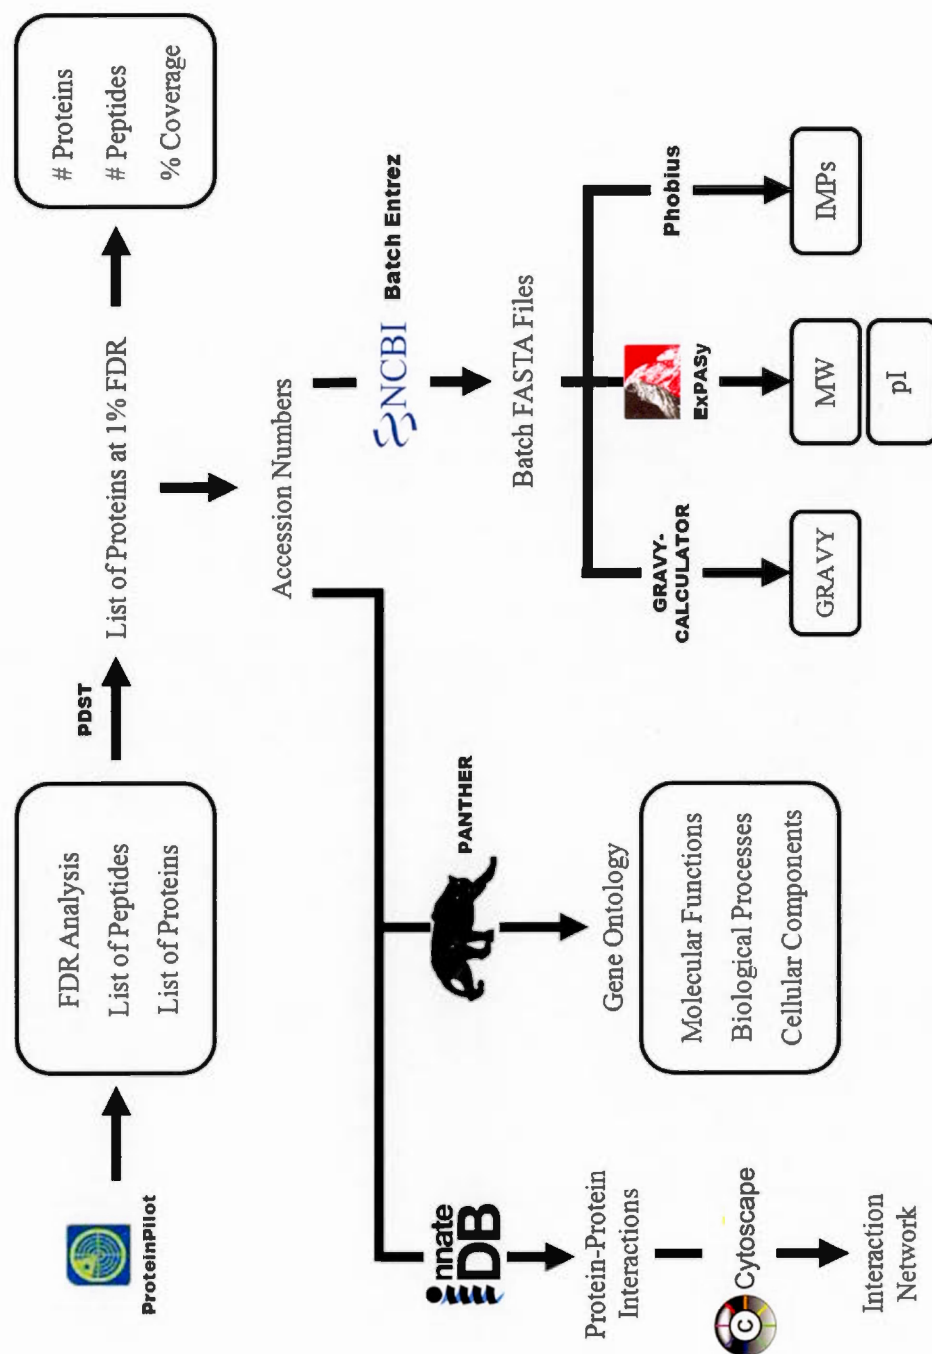 ProteinPilot
FDR Analysis
List of Peptides
List of Proteins
PDST
List of Proteins at 1% FDR
# Proteins
# Peptides
% Coverage
Accession Numbers
innate
DB
Protein-Protein
Interactions
C Cytoscape
Interaction
Network
PANTHER
Gene Ontology
Molecular Functions
Biological Processes
Cellular Components
NCBI Batch Entrez
Batch FASTA Files
GRAVY-
CALCULATOR
GRAVY
ExPASy
MW
pI
Phobius
IMPs